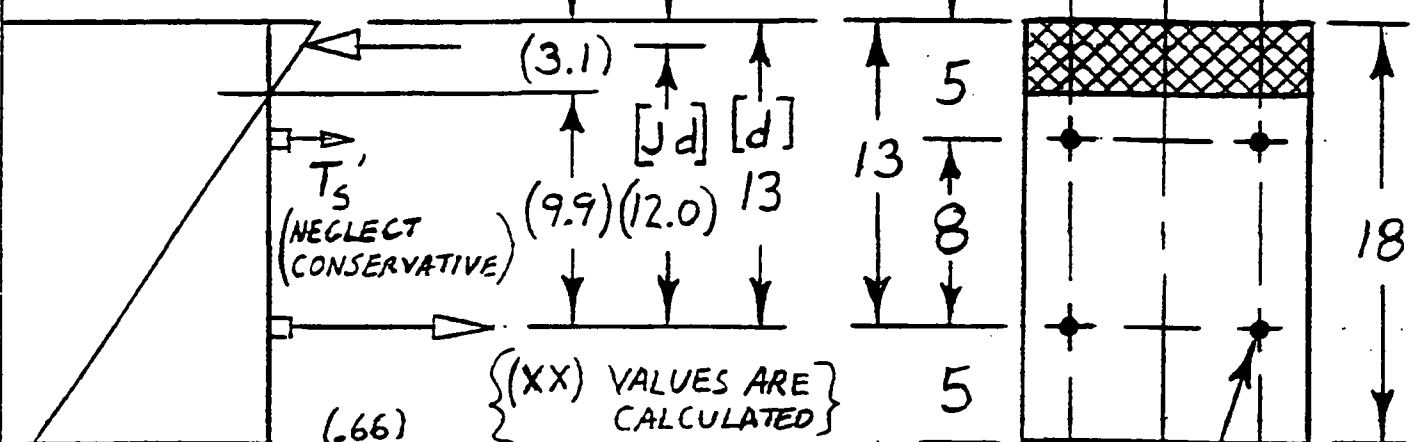 (3.1)
5
[Jd] [d]
13
Ts'
(9.9) (12.0) 13
(NEGLECT
CONSERVATIVE)
8
18
{(XX) VALUES ARE
CALCULATED}
5
(.66)